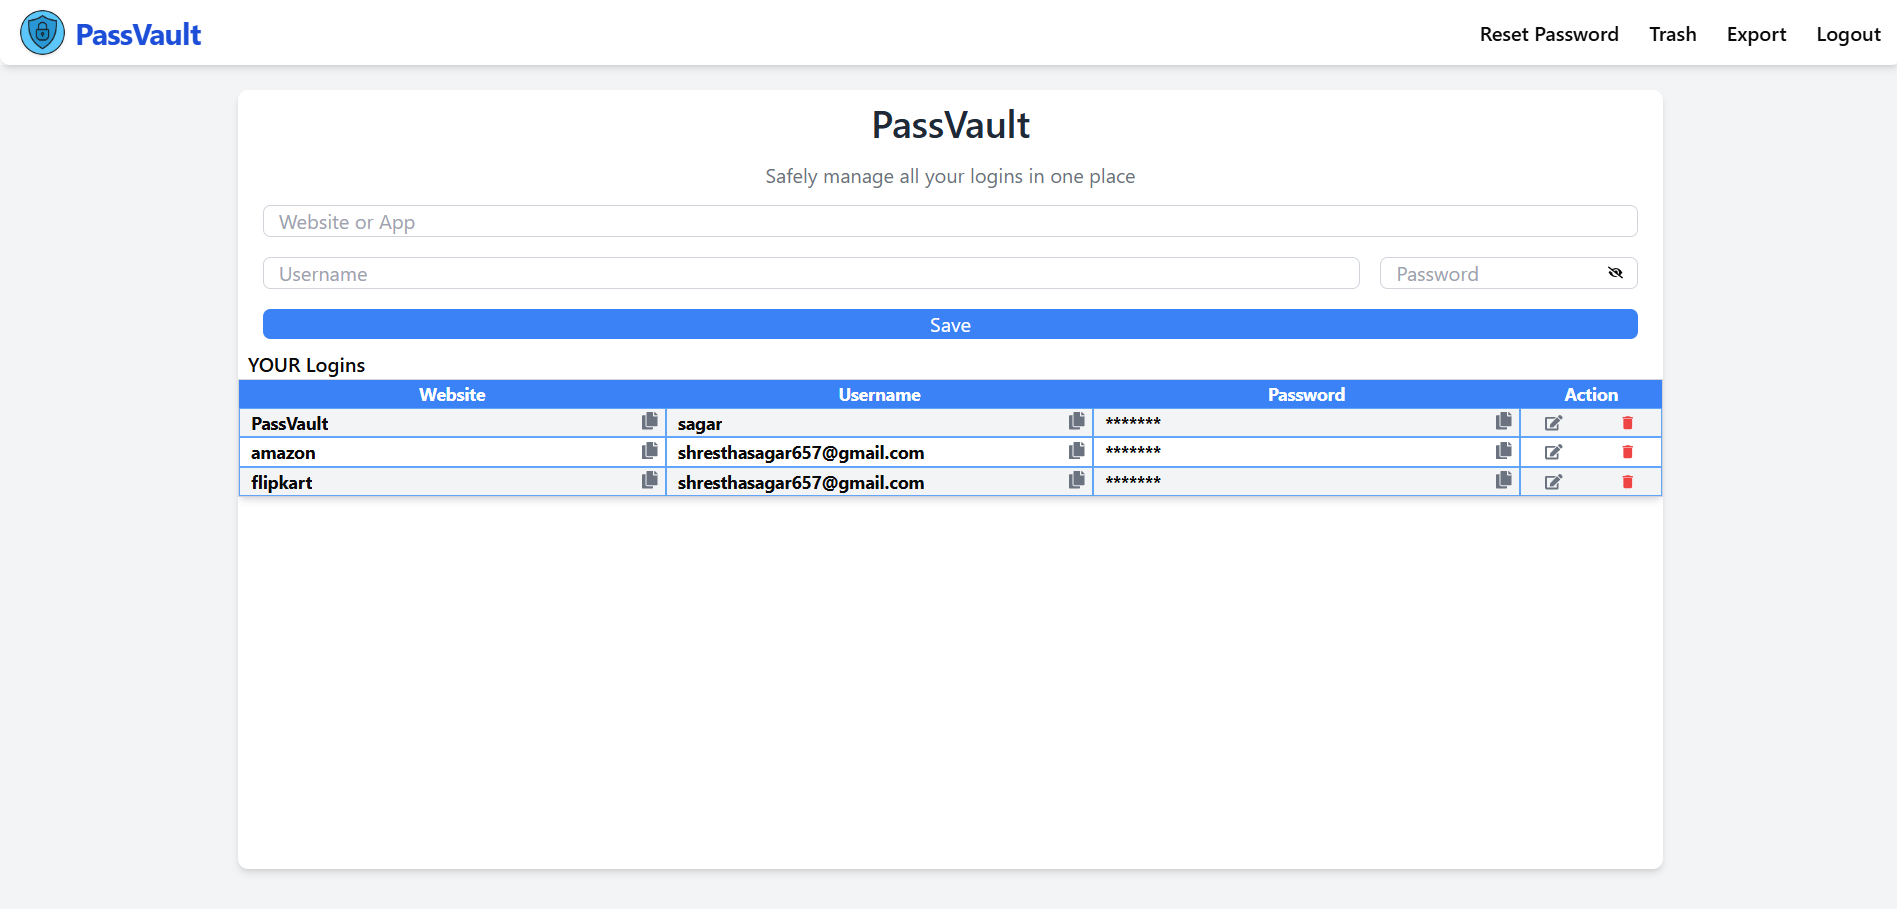 PassVault
Reset Password Trash Export Logout
PassVault
Safely manage all your logins in one place
Website or App
Username Password
Save
YOUR Logins
Website Username Password Action
PassVault sagar *******
amazon shresthasagar657@gmail.com *******
flipkart shresthasagar657@gmail.com *******